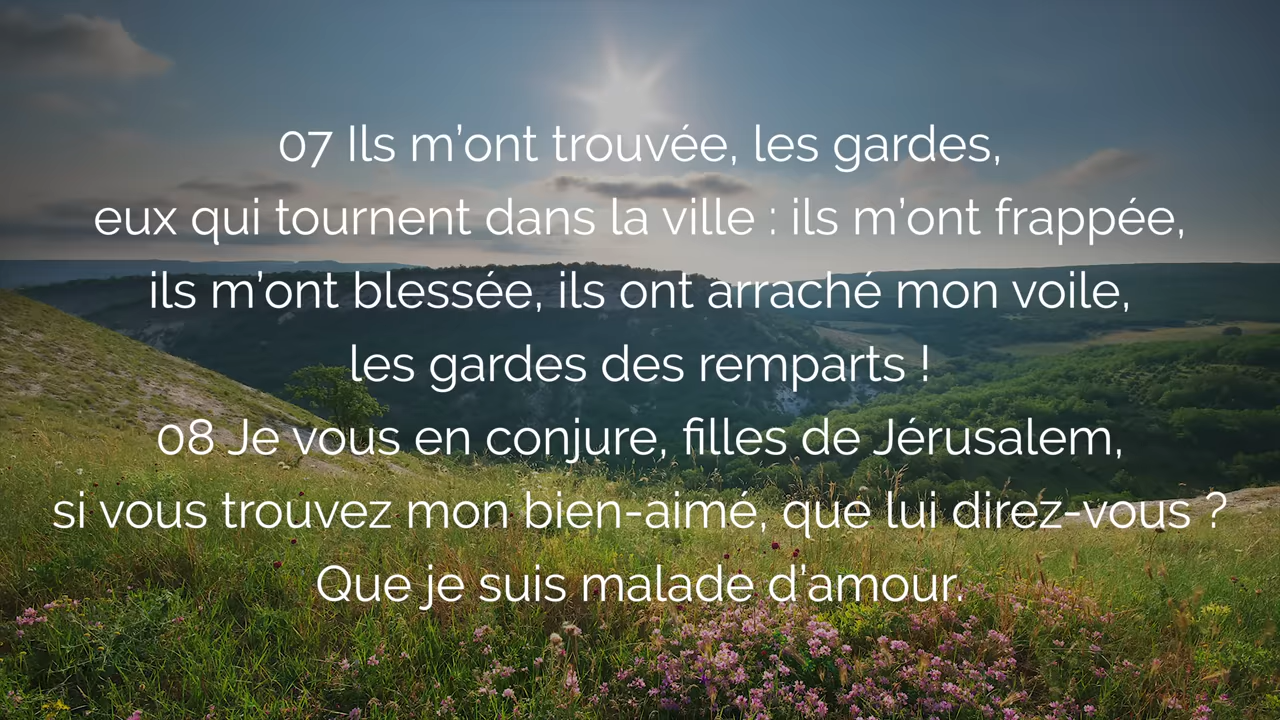 07 Ils m’ont trouvée, les gardes,
eux qui tournent dans la ville : ils m’ont frappée,
ils m’ont blessée, ils ont arraché mon voile,
les gardes des remparts !
08 Je vous en conjure, filles de Jérusalem,
si vous trouvez mon bien-aimé, que lui direz-vous ?
Que je suis malade d’amour.